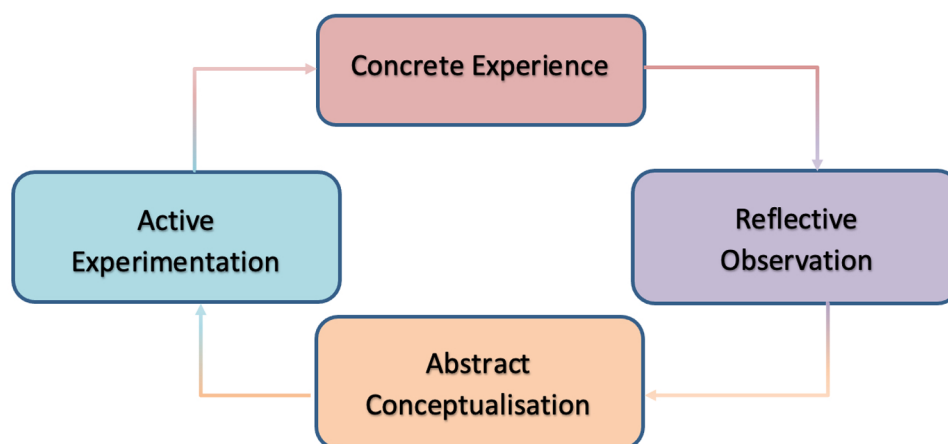 Concrete Experience
Reflective
Observation
Abstract
Conceptualisation
Active
Experimentation